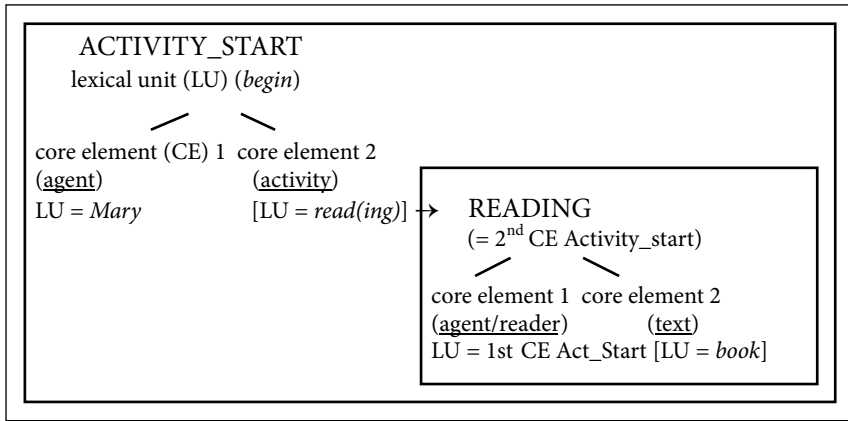 ACTIVITY_START
lexical unit (LU) (begin)
core element (CE) 1 core element 2
(agent) (activity)
LU = Mary [LU = read(ing)] → READING
(= 2nd CE Activity_start)
core element 1 core element 2
(agent/reader) (text)
LU = 1st CE Act_Start [LU = book]